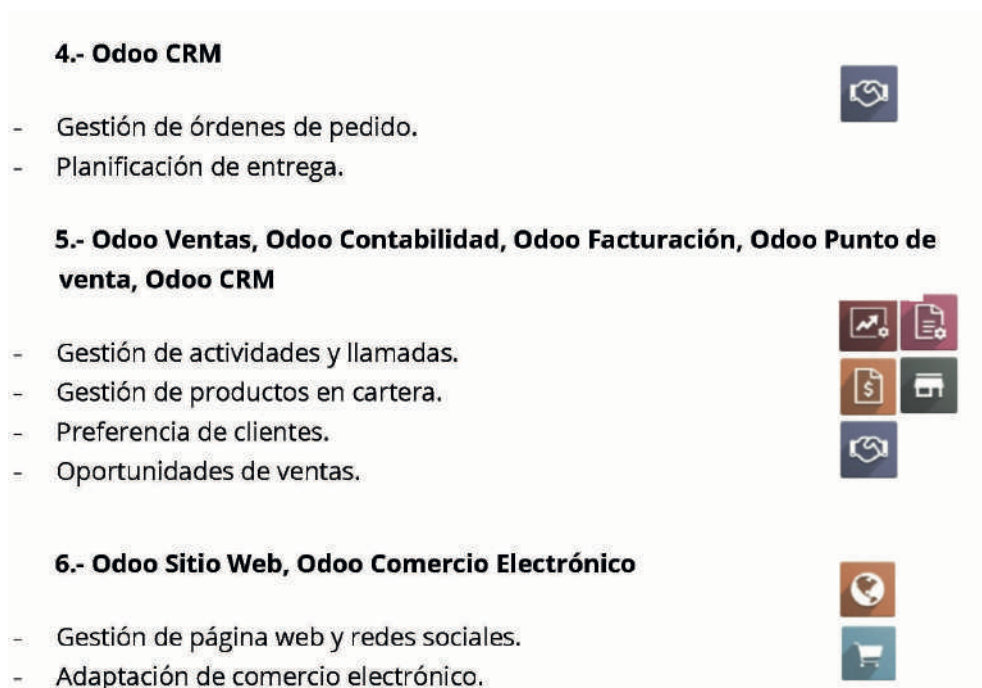 4.- Odoo CRM
- Gestión de órdenes de pedido.
- Planificación de entrega.
5.- Odoo Ventas, Odoo Contabilidad, Odoo Facturación, Odoo Punto de
venta, Odoo CRM
- Gestión de actividades y llamadas.
- Gestión de productos en cartera.
- Preferencia de clientes.
- Oportunidades de ventas.
6.- Odoo Sitio Web, Odoo Comercio Electrónico
- Gestión de página web y redes sociales.
- Adaptación de comercio electrónico.